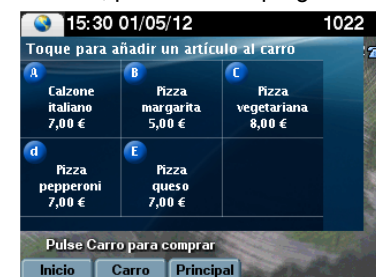 15:30 01/05/12 1022
Toque para añadir un artículo al carro
A
Calzone
italiano
7,00 €
B
Pizza
margarita
5,00 €
C
Pizza
vegetariana
8,00 €
d
Pizza
pepperoni
7,00 €
E
Pizza
queso
7,00 €
Pulse Carro para comprar
Inicio Carro Principal